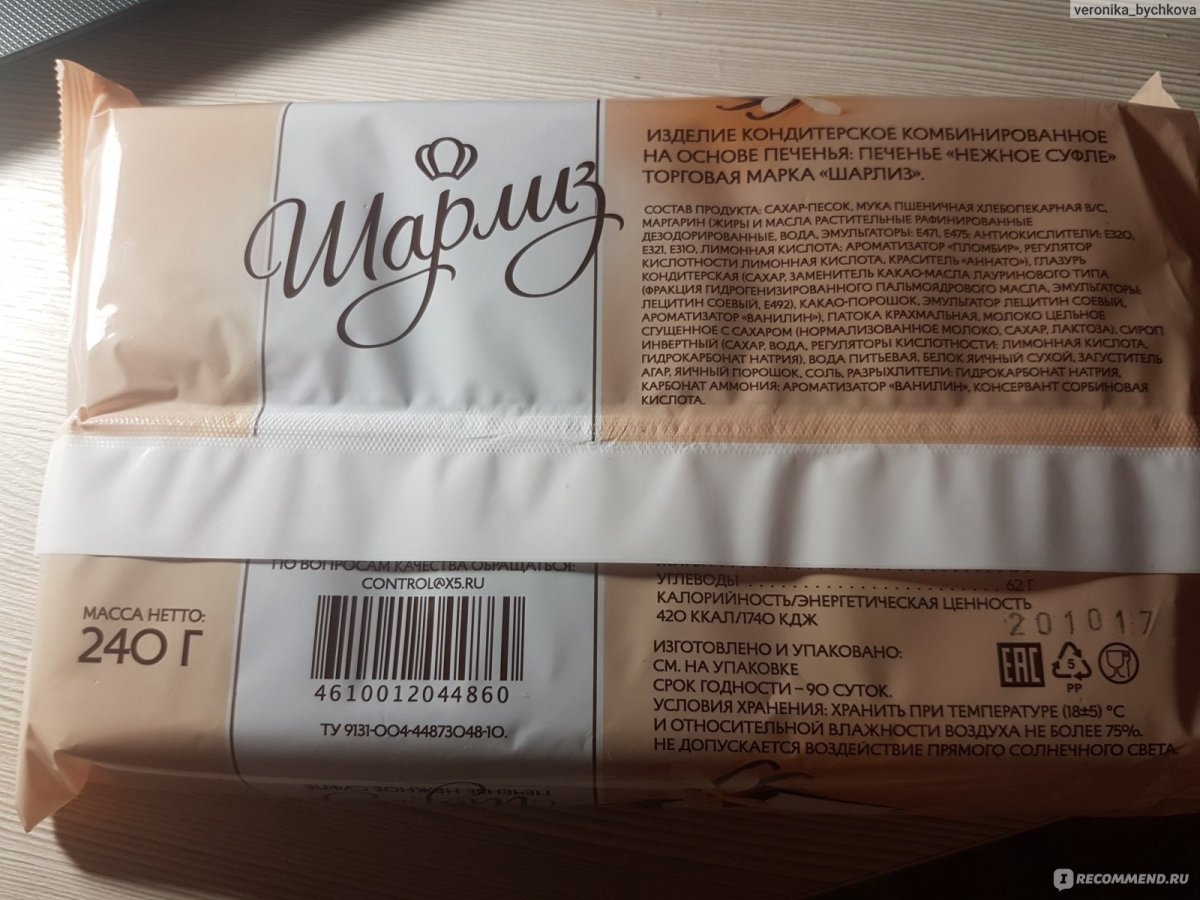 veronika_bychkova
Шарлиз
ИЗДЕЛИЕ КОНДИТЕРСКОЕ КОМБИНИРОВАННОЕ
НА ОСНОВЕ ПЕЧЕНЬЯ: ПЕЧЕНЬЕ «НЕЖНОЕ СУФЛЕ»
ТОРГОВАЯ МАРКА «ШАРЛИЗ».
СОСТАВ ПРОДУКТА: САХАР-ПЕСОК, МУКА ПШЕНИЧНАЯ ХЛЕБОПЕКАРНАЯ В/С,
МАРГАРИН (ЖИРЫ И МАСЛА РАСТИТЕЛЬНЫЕ РАФИНИРОВАННЫЕ
ДЕЗОДОРИРОВАННЫЕ, ВОДА, ЭМУЛЬГАТОРЫ: Е471, Е475: АНТИОКИСЛИТЕЛИ: Е320,
Е321, Е310, ЛИМОННАЯ КИСЛОТА; АРОМАТИЗАТОР «ПЛОМБИР», РЕГУЛЯТОР
КИСЛОТНОСТИ ЛИМОННАЯ КИСЛОТА, КРАСИТЕЛЬ «АННАТО»), ГЛАЗУРЬ
КОНДИТЕРСКАЯ (САХАР, ЗАМЕНИТЕЛЬ КАКАО-МАСЛА ЛАУРИНОВОГО ТИПА
(ФРАКЦИЯ ГИДРОГЕНИЗИРОВАННОГО ПАЛЬМОЯДРОВОГО МАСЛА, ЭМУЛЬГАТОРЫ:
ЛЕЦИТИН СОЕВЫЙ, Е492), КАКАО-ПОРОШОК, ЭМУЛЬГАТОР ЛЕЦИТИН СОЕВЫЙ,
АРОМАТИЗАТОР «ВАНИЛИН»), ПАТОКА КРАХМАЛЬНАЯ, МОЛОКО ЦЕЛЬНОЕ
СГУЩЕННОЕ С САХАРОМ (НОРМАЛИЗОВАННОЕ МОЛОКО, САХАР, ЛАКТОЗА), СИРОП
ИНВЕРТНЫЙ (САХАР, ВОДА, РЕГУЛЯТОРЫ КИСЛОТНОСТИ: ЛИМОННАЯ КИСЛОТА,
ГИДРОКАРБОНАТ НАТРИЯ), ВОДА ПИТЬЕВАЯ, БЕЛОК ЯИЧНЫЙ СУХОЙ, ЗАГУСТИТЕЛЬ
АГАР, ЯИЧНЫЙ ПОРОШОК, СОЛЬ, РАЗРЫХЛИТЕЛИ: ГИДРОКАРБОНАТ НАТРИЯ,
КАРБОНАТ АММОНИЯ; АРОМАТИЗАТОР «ВАНИЛИН», КОНСЕРВАНТ СОРБИНОВАЯ
КИСЛОТА.
МАССА НЕТТО:
240 Г
ПО ВОПРОСАМ КАЧЕСТВА ОБРАЩАТЬСЯ:
CONTROL@X5.RU
4610012044860
ТУ 9131-004-44873048-10.
УГЛЕВОДЫ . . . . . . . . . . . . . . . . . . . . . . . . 62 Г
КАЛОРИЙНОСТЬ/ЭНЕРГЕТИЧЕСКАЯ ЦЕННОСТЬ
420 ККАЛ/1740 КДЖ
201017
ИЗГОТОВЛЕНО И УПАКОВАНО:
СМ. НА УПАКОВКЕ
СРОК ГОДНОСТИ – 90 СУТОК.
EAC
5
PP
УСЛОВИЯ ХРАНЕНИЯ: ХРАНИТЬ ПРИ ТЕМПЕРАТУРЕ (18±5) °С
И ОТНОСИТЕЛЬНОЙ ВЛАЖНОСТИ ВОЗДУХА НЕ БОЛЕЕ 75%.
НЕ ДОПУСКАЕТСЯ ВОЗДЕЙСТВИЕ ПРЯМОГО СОЛНЕЧНОГО СВЕТА.
ПЕЧЕНЬЕ НЕЖНОЕ СУФЛЕ
IRECOMMEND.RU